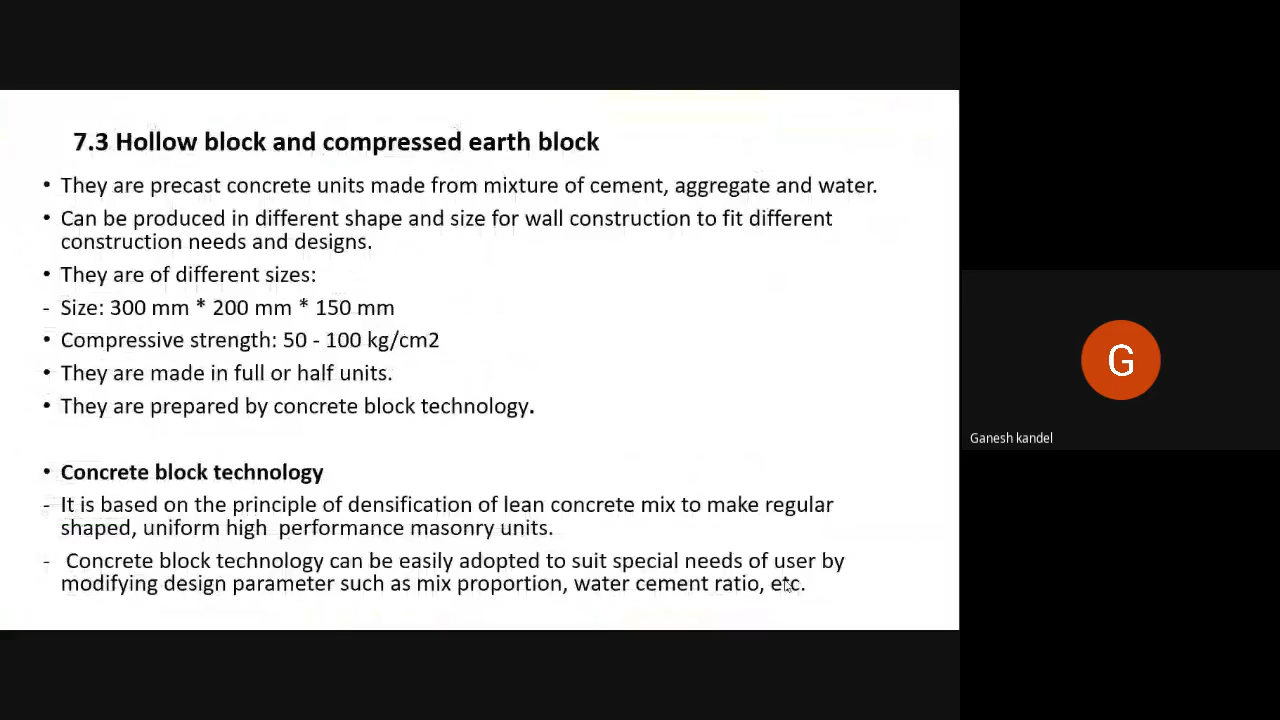 7.3 Hollow block and compressed earth block
• They are precast concrete units made from mixture of cement, aggregate and water.
• Can be produced in different shape and size for wall construction to fit different
construction needs and designs.
• They are of different sizes:
- Size: 300 mm * 200 mm * 150 mm
• Compressive strength: 50 - 100 kg/cm2
• They are made in full or half units.
• They are prepared by concrete block technology.
• Concrete block technology
- It is based on the principle of densification of lean concrete mix to make regular
shaped, uniform high performance masonry units.
- Concrete block technology can be easily adopted to suit special needs of user by
modifying design parameter such as mix proportion, water cement ratio, etc.
G
Ganesh kandel